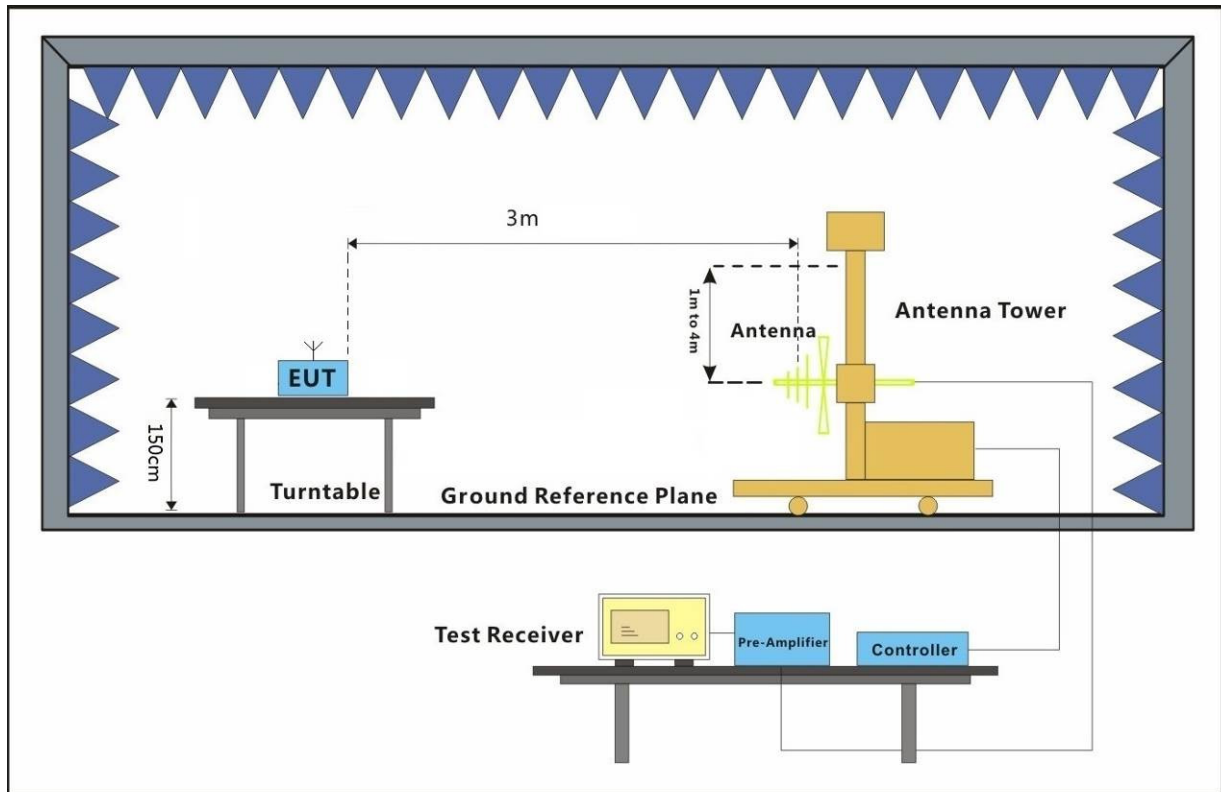 3m
1m to 4m
Antenna
Antenna Tower
EUT
150cm
Turntable
Ground Reference Plane
Test Receiver
Pre-Amplifier
Controller